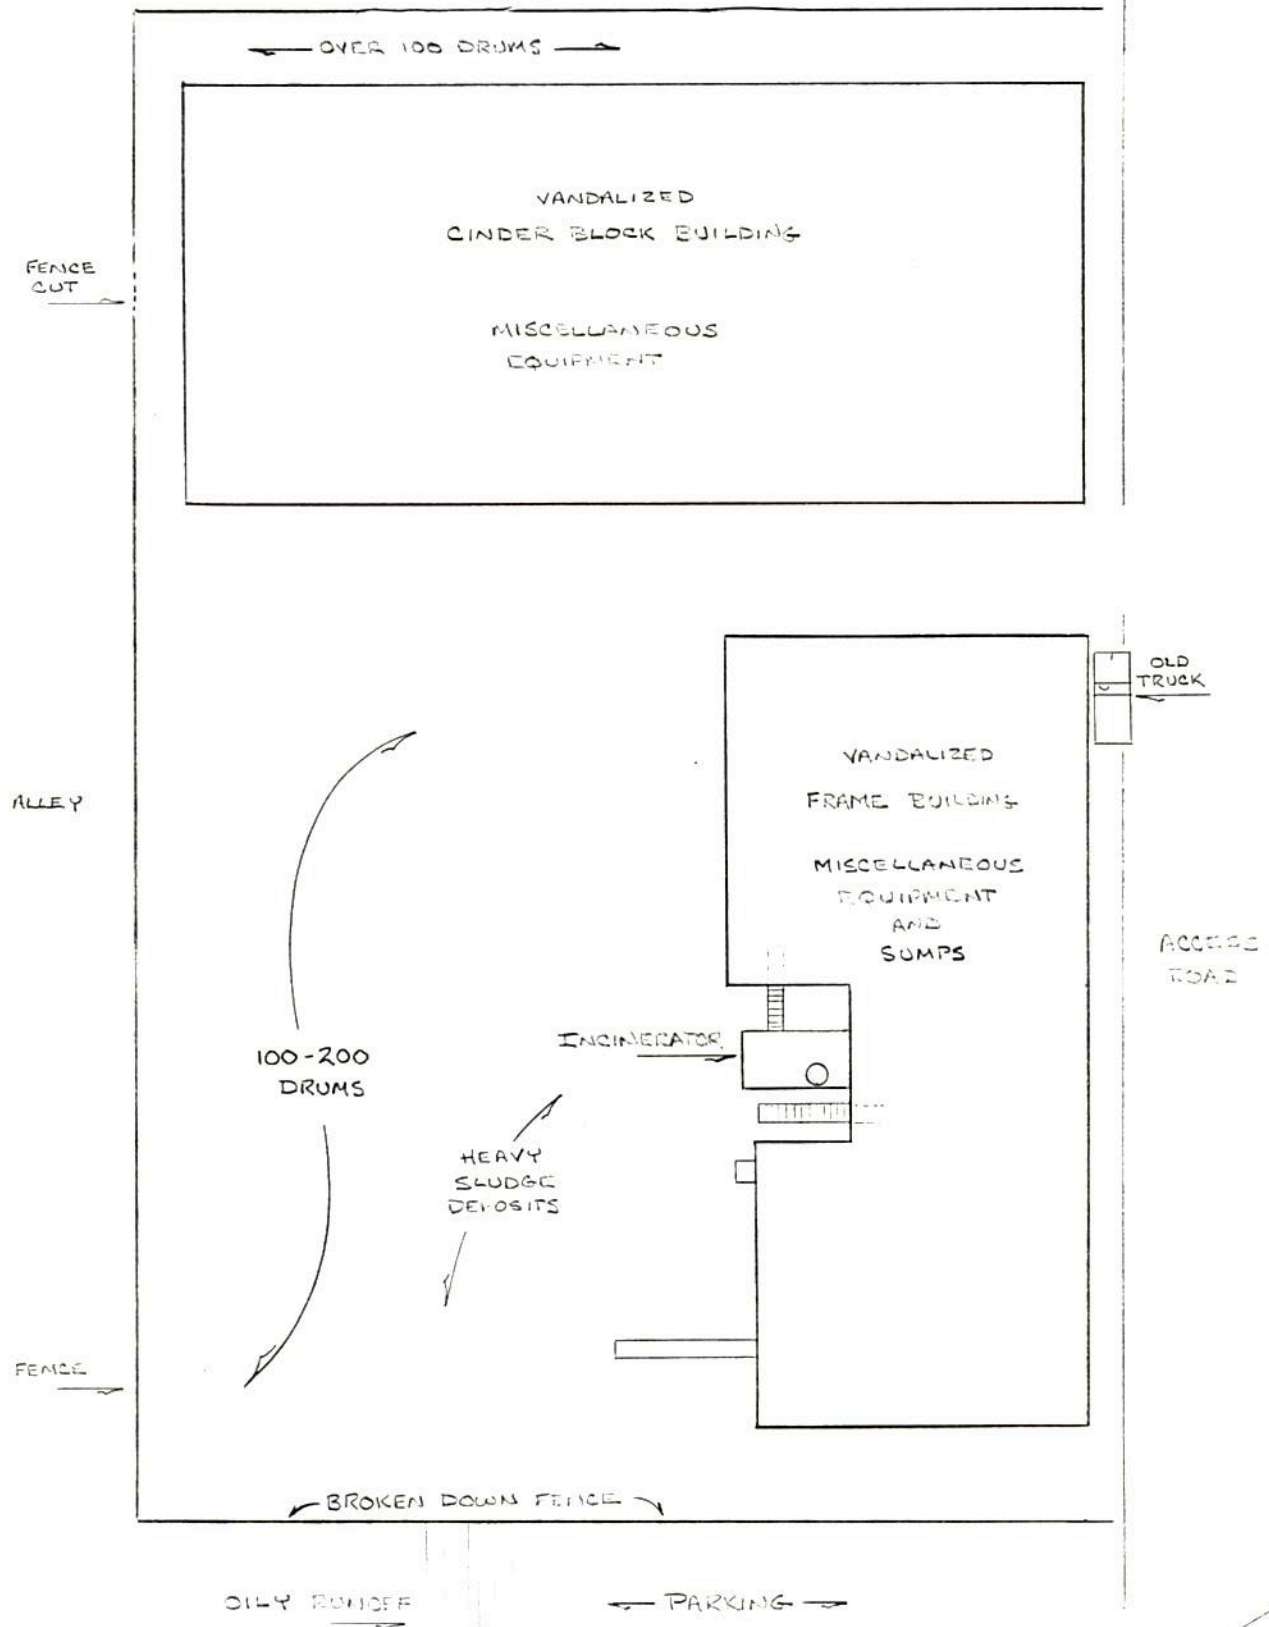 OVER 100 DRUMS
VANDALIZED
CINDER BLOCK BUILDING
FENCE
CUT
MISCELLANEOUS
EQUIPMENT
OLD
TRUCK
VANDALIZED
FRAME BUILDING
ALLEY
MISCELLANEOUS
EQUIPMENT
AND
SUMPS
ACCESS
ROAD
INCINERATOR
100-200
DRUMS
HEAVY
SLUDGE
DEPOSITS
FENCE
BROKEN DOWN FENCE
OILY RUNOFF
PARKING